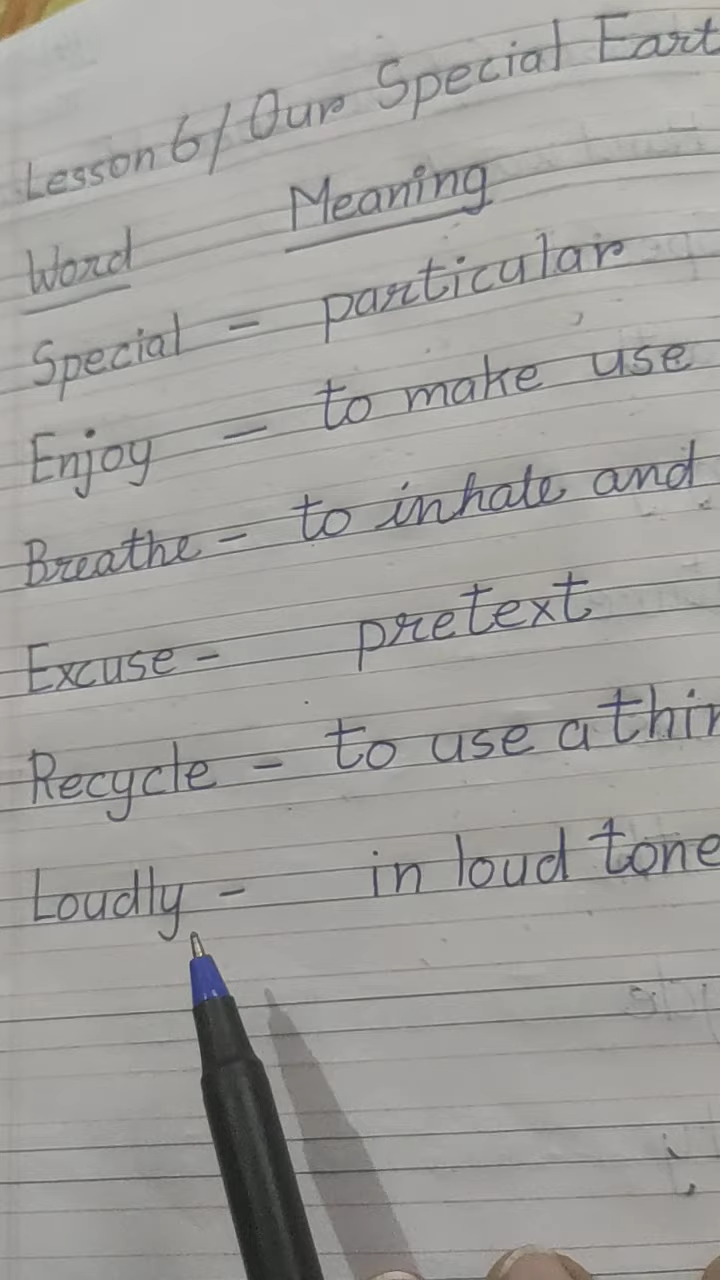 Lesson 6/Our Special Eart
Word Meaning
Special - particular
Enjoy - to make use
Breathe - to inhale and
Excuse - pretext
Recycle - to use a thin
Loudly - in loud tone